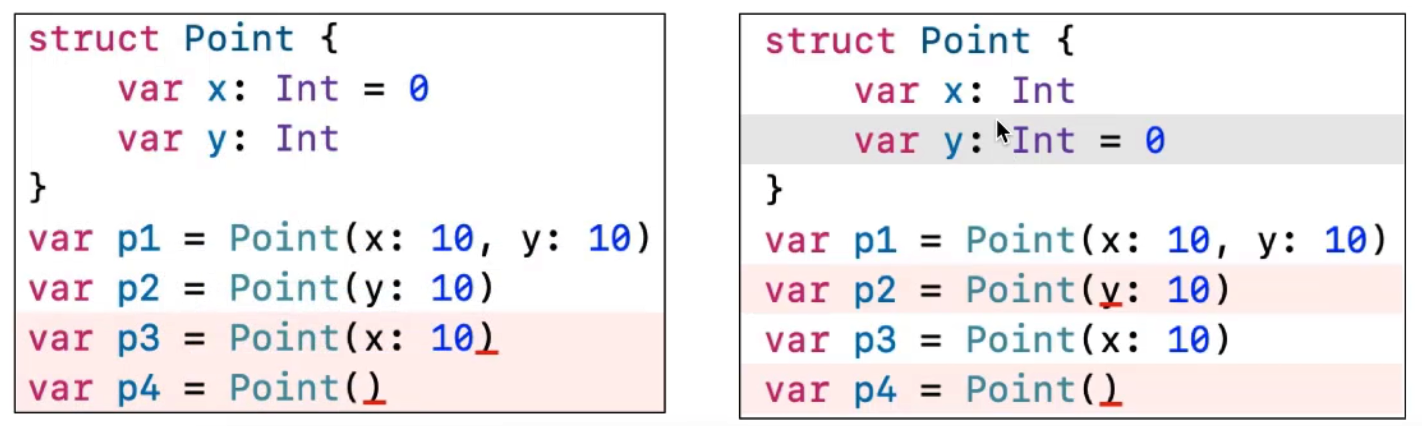 struct Point {
    var x: Int = 0
    var y: Int
}
var p1 = Point(x: 10, y: 10)
var p2 = Point(y: 10)
var p3 = Point(x: 10)
var p4 = Point()
struct Point {
    var x: Int
    var y: Int = 0
}
var p1 = Point(x: 10, y: 10)
var p2 = Point(y: 10)
var p3 = Point(x: 10)
var p4 = Point()